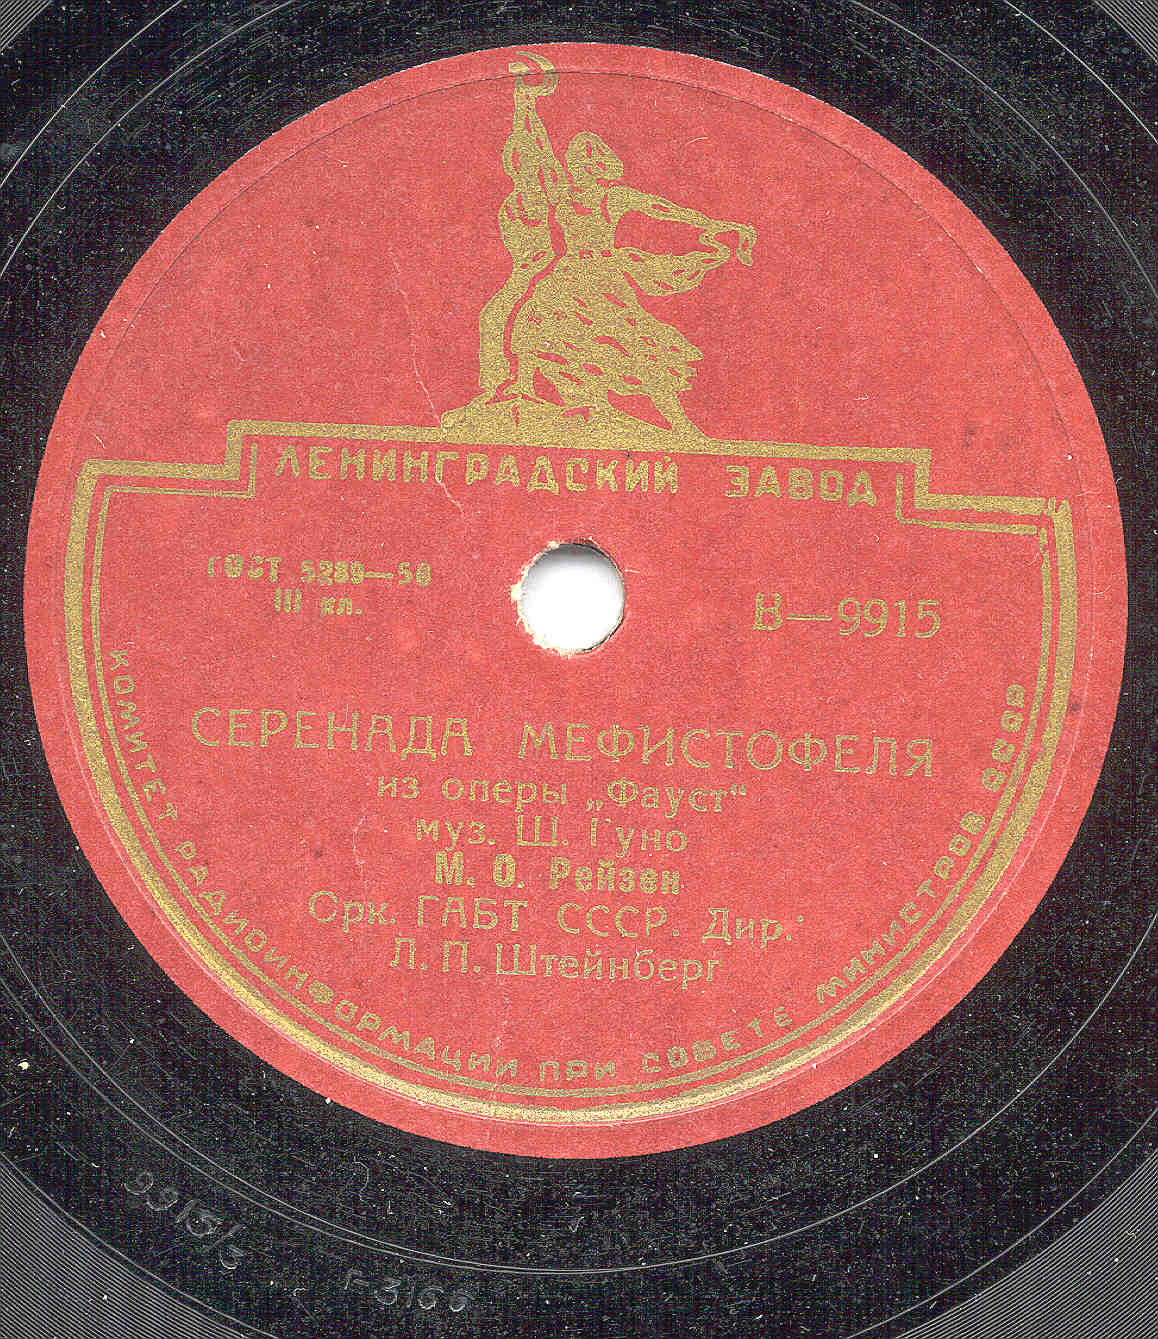 ЛЕНИНГРАДСКИЙ ЗАВОД
ГОСТ 5289—50
III кл.
В—9915
СЕРЕНАДА МЕФИСТОФЕЛЯ
из оперы „Фауст“
муз. Ш. Гуно
М. О. Рейзен
Орк. ГАБТ СССР. Дир.
Л. П. Штейнберг
КОМИТЕТ РАДИОИНФОРМАЦИИ ПРИ СОВЕТЕ МИНИСТРОВ СССР
9915/3
Г-3166